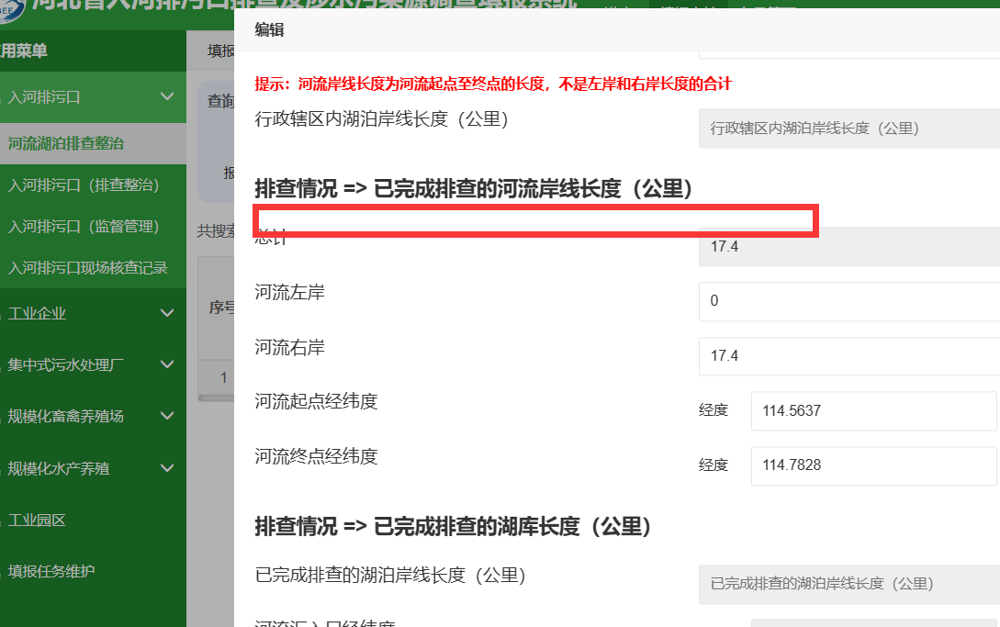 河北省入河排污口排查及涉水污染源调查填报系统
应用菜单
填报
编辑
提示：河流岸线长度为河流起点至终点的长度，不是左岸和右岸长度的合计
入河排污口
查询
行政辖区内湖泊岸线长度（公里）
行政辖区内湖泊岸线长度（公里）
河流湖泊排查整治
报
入河排污口（排查整治）
排查情况 => 已完成排查的河流岸线长度（公里）
入河排污口（监督管理）
共搜索
总计
17.4
入河排污口现场核查记录
河流左岸
0
工业企业
序号
河流右岸
17.4
集中式污水处理厂
1
河流起点经纬度
经度
114.5637
规模化畜禽养殖场
河流终点经纬度
经度
114.7828
规模化水产养殖
工业园区
排查情况 => 已完成排查的湖库长度（公里）
填报任务维护
已完成排查的湖泊岸线长度（公里）
已完成排查的湖泊岸线长度（公里）
河流汇入口经纬度